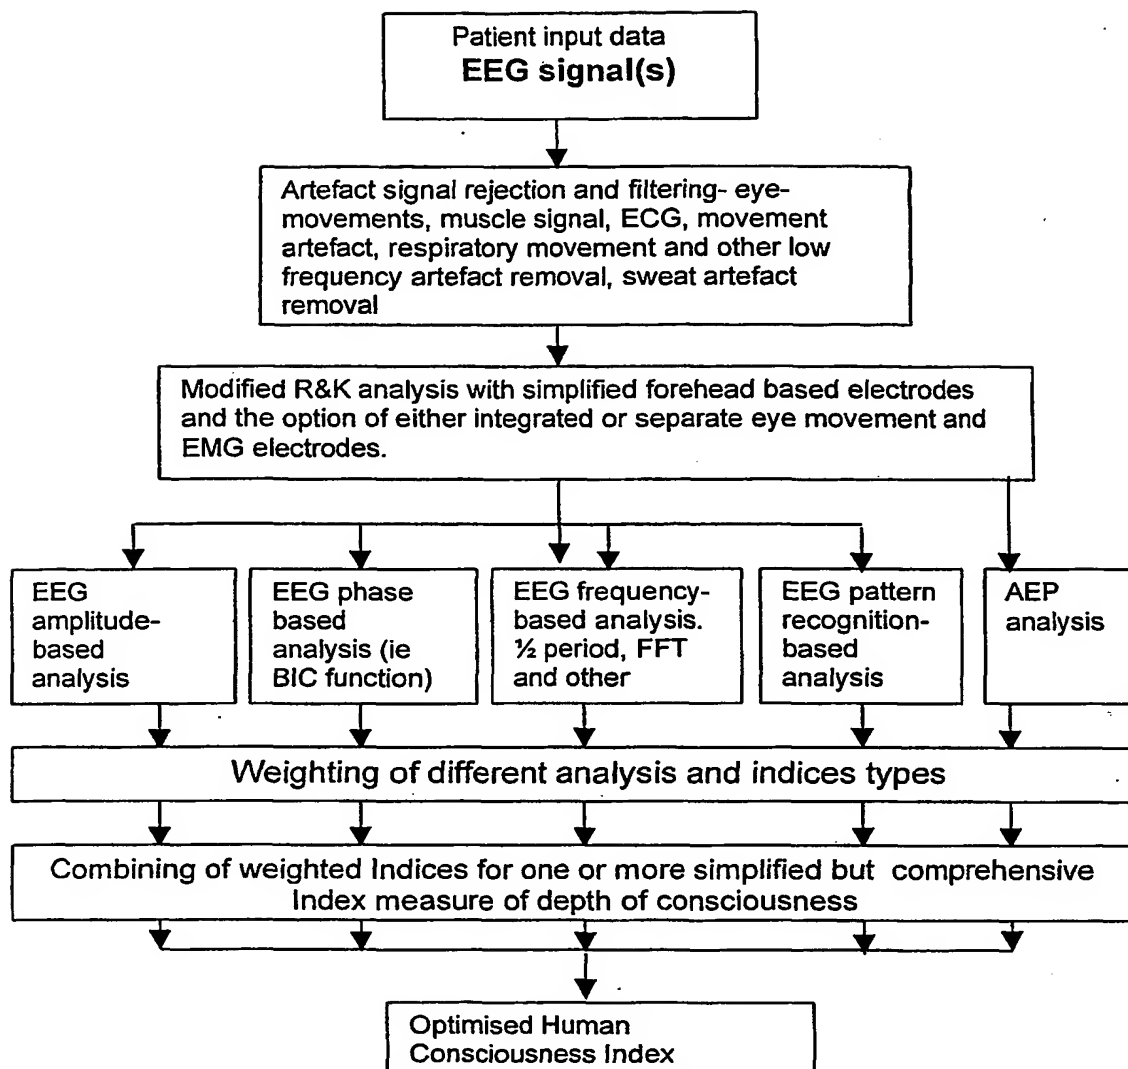 Patient input data
EEG signal(s)
Artefact signal rejection and filtering- eye-
movements, muscle signal, ECG, movement
artefact, respiratory movement and other low
frequency artefact removal, sweat artefact
removal
Modified R&K analysis with simplified forehead based electrodes
and the option of either integrated or separate eye movement and
EMG electrodes.
EEG
amplitude-
based
analysis
EEG phase
based
analysis (ie
BIC function)
EEG frequency-
based analysis.
½ period, FFT
and other
EEG pattern
recognition-
based
analysis
AEP
analysis
Weighting of different analysis and indices types
Combining of weighted Indices for one or more simplified but comprehensive
Index measure of depth of consciousness
Optimised Human
Consciousness Index